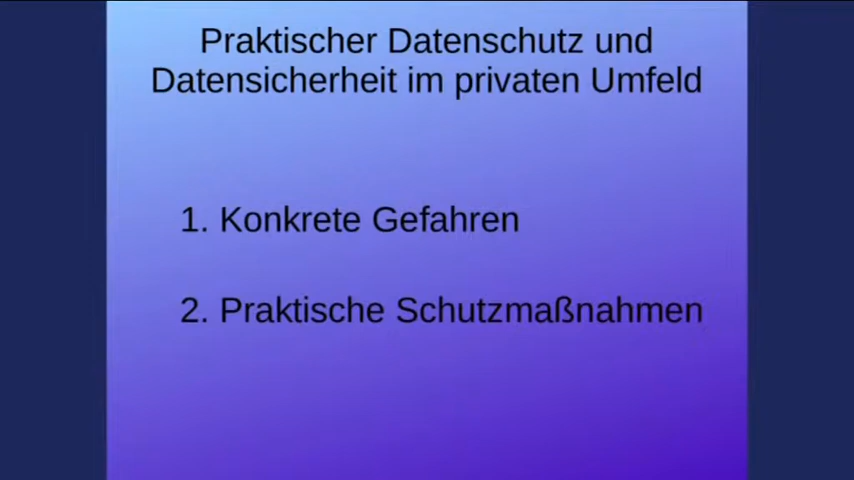 Praktischer Datenschutz und
Datensicherheit im privaten Umfeld
1. Konkrete Gefahren
2. Praktische Schutzmaßnahmen